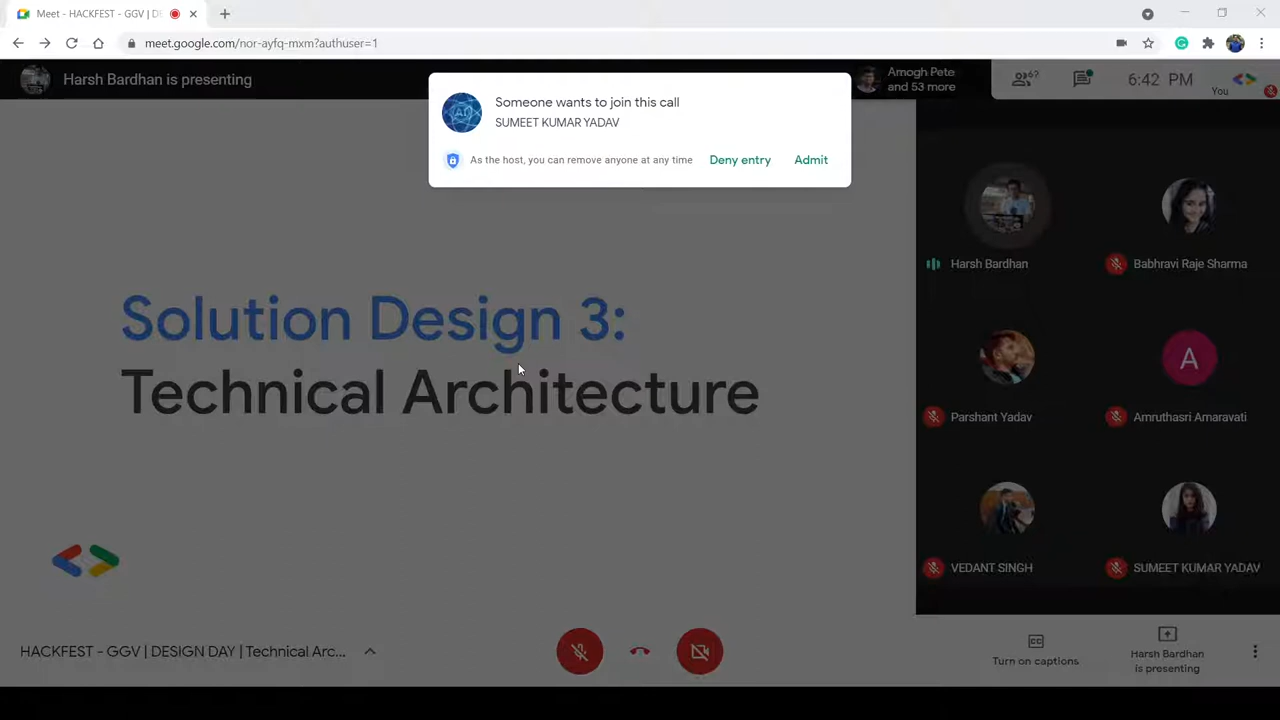 Meet - HACKFEST - GGV | DE
meet.google.com/nor-ayfq-mxm?authuser=1
Harsh Bardhan is presenting
Someone wants to join this call
SUMEET KUMAR YADAV
As the host, you can remove anyone at any time
Deny entry
Admit
Amogh Pete
and 53 more
67
6:42 PM
You
Solution Design 3:
Technical Architecture
Harsh Bardhan
Babhravi Raje Sharma
Parshant Yadav
A
Amruthasri Amaravati
VEDANT SINGH
SUMEET KUMAR YADAV
HACKFEST - GGV | DESIGN DAY | Technical Arc...
CC
Turn on captions
Harsh Bardhan
is presenting